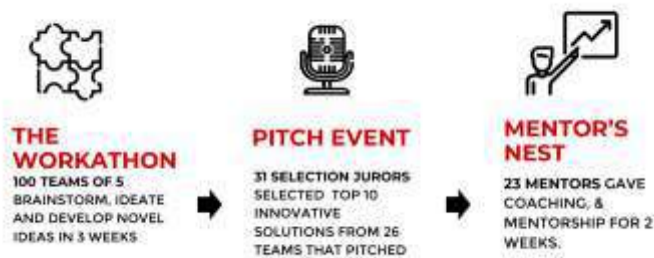 THE
WORKATHON
100 TEAMS OF 5
BRAINSTORM, IDEATE
AND DEVELOP NOVEL
IDEAS IN 3 WEEKS
PITCH EVENT
31 SELECTION JURORS
SELECTED TOP 10
INNOVATIVE
SOLUTIONS FROM 26
TEAMS THAT PITCHED
MENTOR'S
NEST
23 MENTORS GAVE
COACHING, &
MENTORSHIP FOR 2
WEEKS.